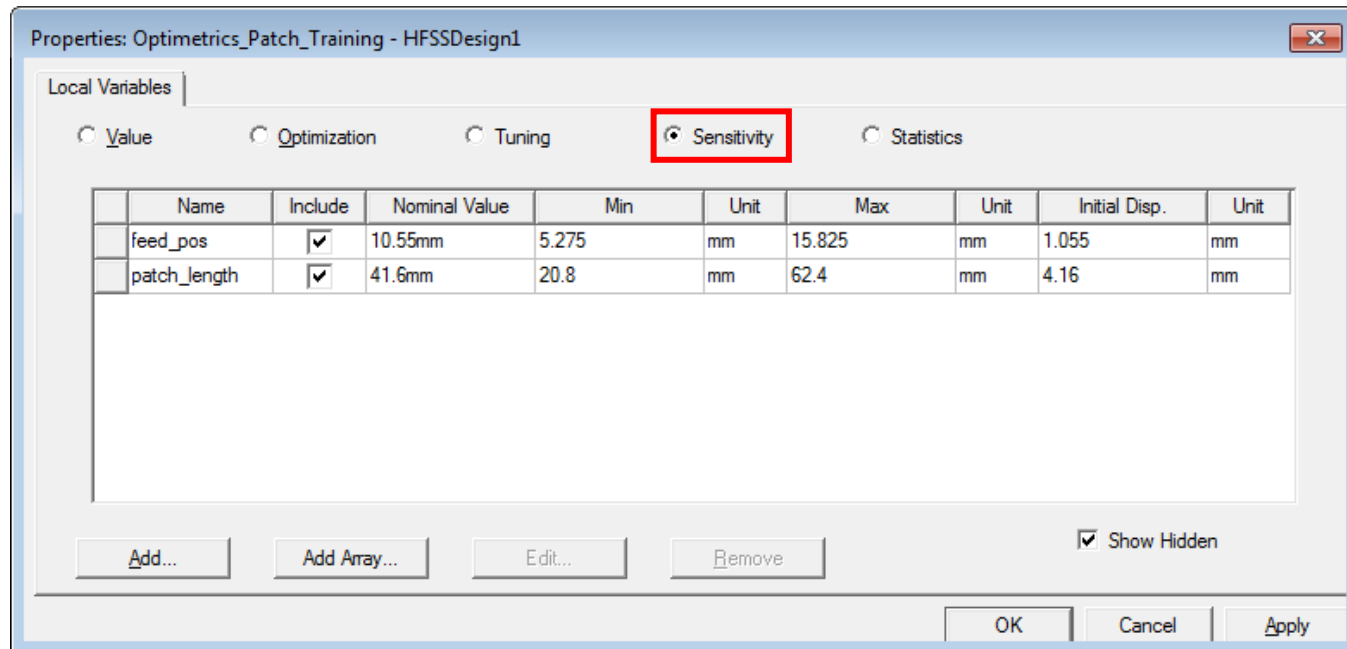 Properties: Optimetrics_Patch_Training - HFSSDesign1
Local Variables
Value Optimization Tuning Sensitivity Statistics
Name Include Nominal Value Min Unit Max Unit Initial Disp. Unit
feed_pos 10.55mm 5.275 mm 15.825 mm 1.055 mm
patch_length 41.6mm 20.8 mm 62.4 mm 4.16 mm
Show Hidden
Add... Add Array... Edit... Remove
OK Cancel Apply